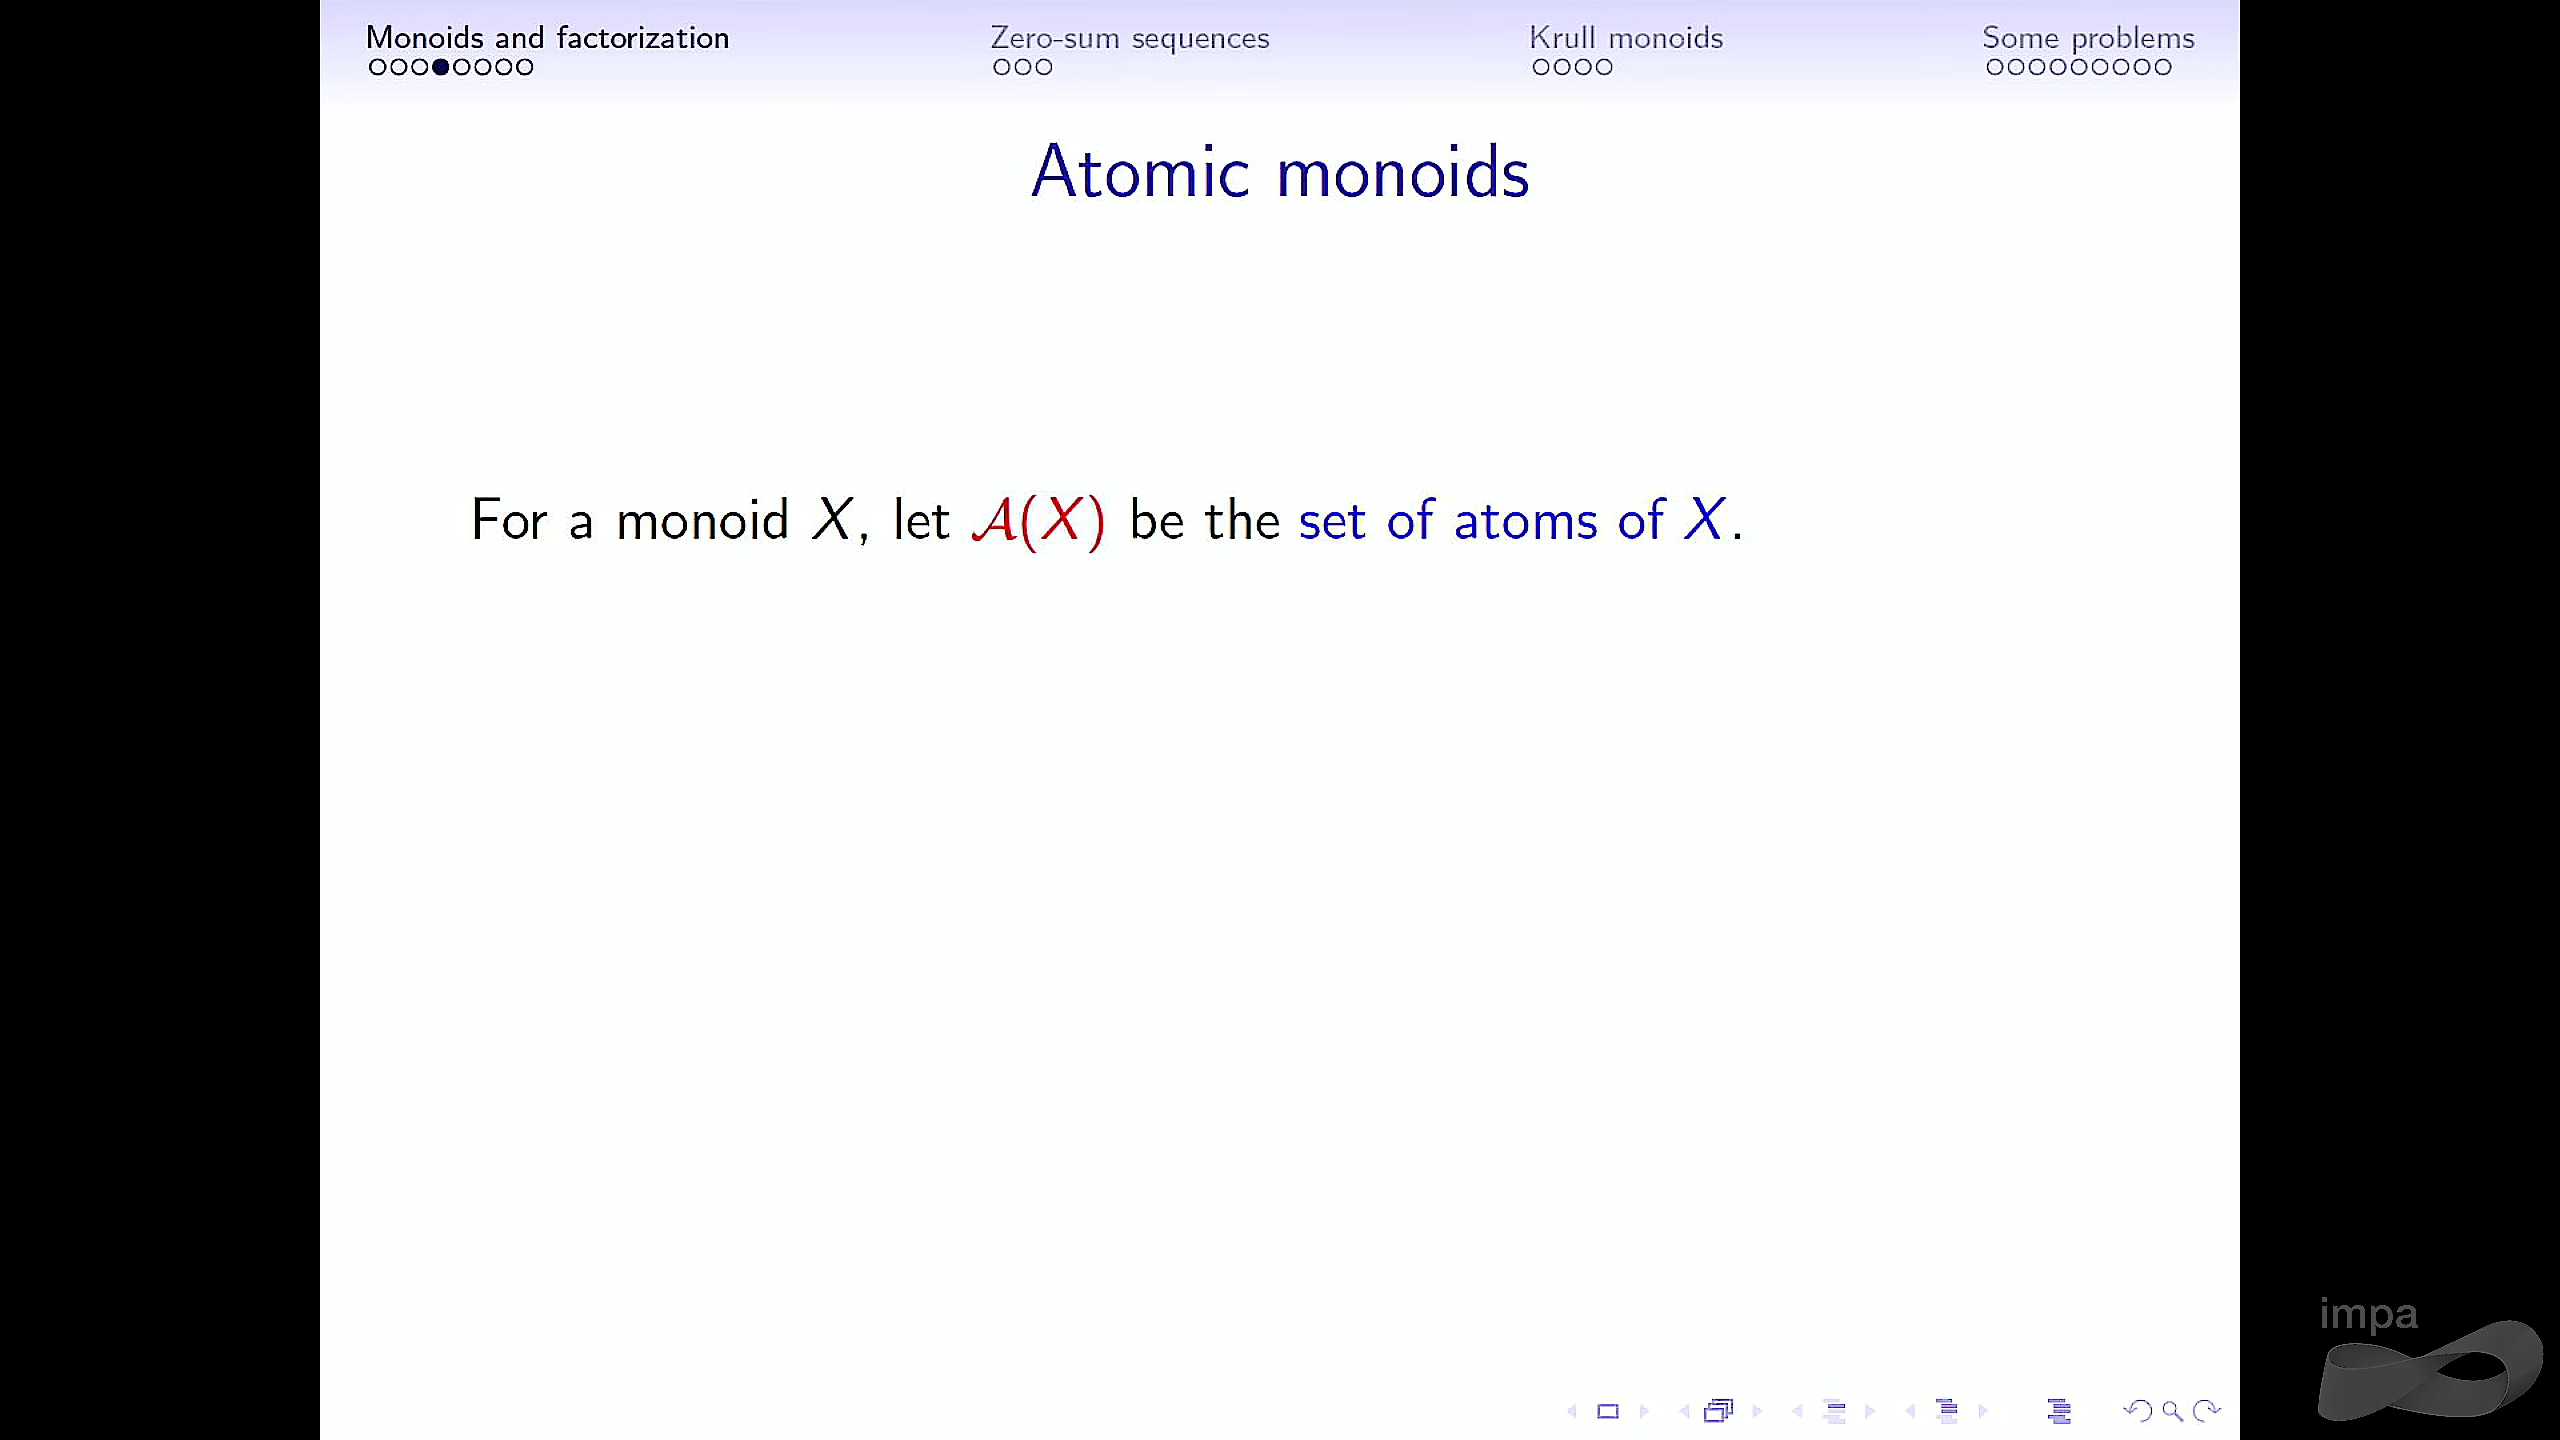 Monoids and factorization Zero-sum sequences Krull monoids Some problems
Atomic monoids
For a monoid X, let 𝒜(X) be the set of atoms of X.
impa